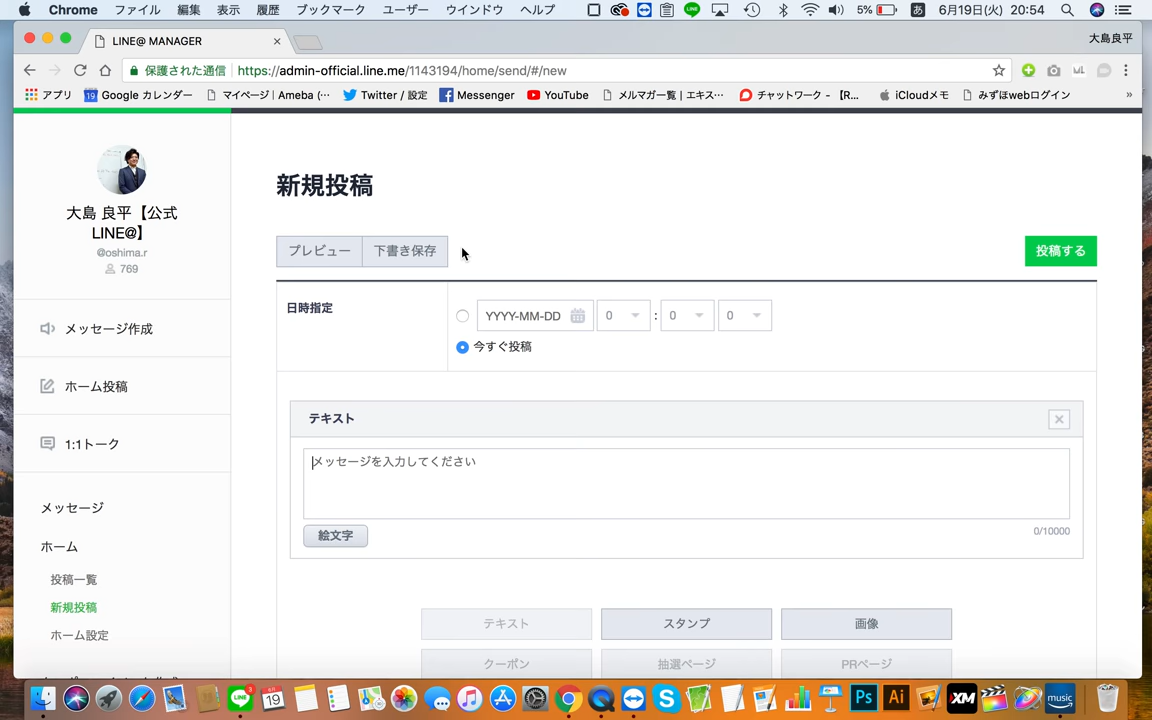 Chrome ファイル 編集 表示 履歴 ブックマーク ユーザー ウインドウ ヘルプ LINE 5% あ 6月19日(火) 20:54
LINE@ MANAGER × 大島良平
保護された通信 https://admin-official.line.me/1143194/home/send/#/new
アプリ 19 Google カレンダー マイページ | Ameba (… Twitter / 設定 Messenger YouTube メルマガ一覧 | エキス… チャットワーク - 【R… iCloudメモ みずほwebログイン »
大島 良平【公式
LINE@】
@oshima.r
769
メッセージ作成
ホーム投稿
1:1トーク
メッセージ
ホーム
投稿一覧
新規投稿
ホーム設定
新規投稿
プレビュー 下書き保存 投稿する
日時指定 YYYY-MM-DD 0 : 0 0
今すぐ投稿
テキスト
メッセージを入力してください
絵文字 0/10000
テキスト スタンプ 画像
クーポン 抽選ページ PRページ
LINE 3 19 Ps Ai XM music